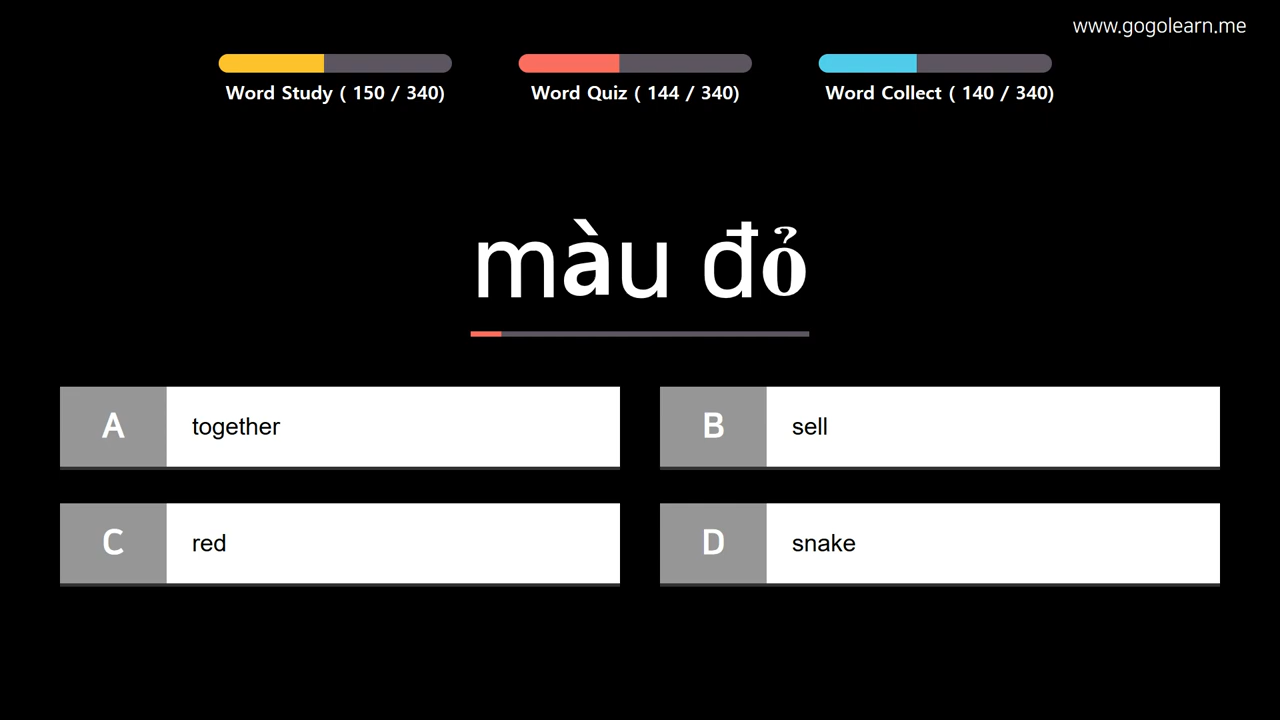 www.gogolearn.me
Word Study ( 150 / 340)
Word Quiz ( 144 / 340)
Word Collect ( 140 / 340)
màu đỏ
A together
B sell
C red
D snake